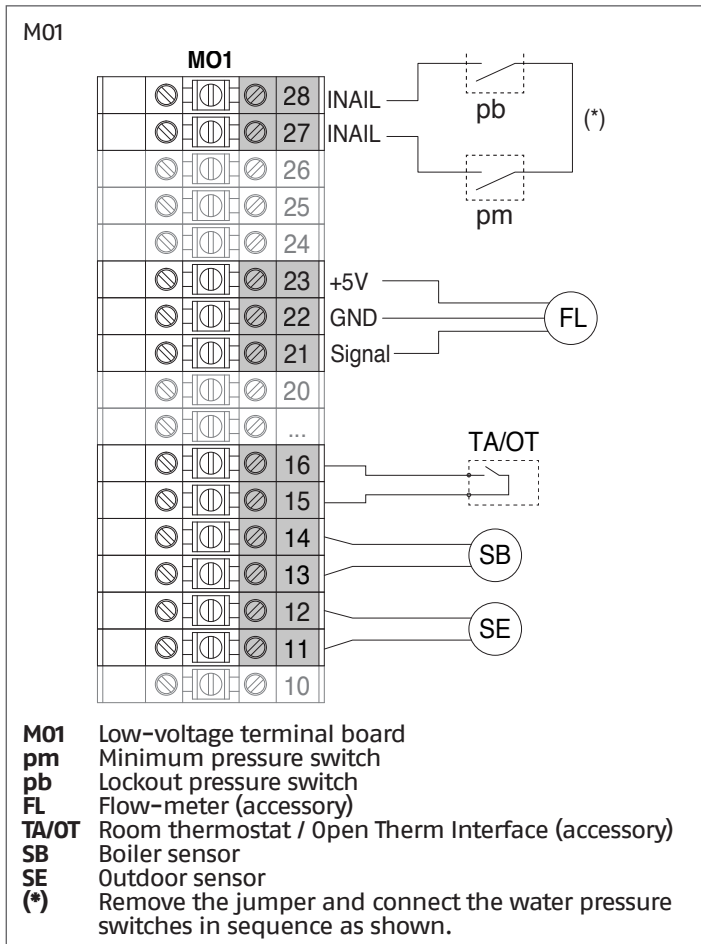 M01
MO1
28 INAIL
pb
(*)
27 INAIL
26
pm
25
24
23 +5V
22 GND
FL
21 Signal
20
...
TA/OT
16
15
14
SB
13
12
SE
11
10
M01 Low-voltage terminal board
pm Minimum pressure switch
pb Lockout pressure switch
FL Flow-meter (accessory)
TA/OT Room thermostat / Open Therm Interface (accessory)
SB Boiler sensor
SE Outdoor sensor
(*) Remove the jumper and connect the water pressure
switches in sequence as shown.